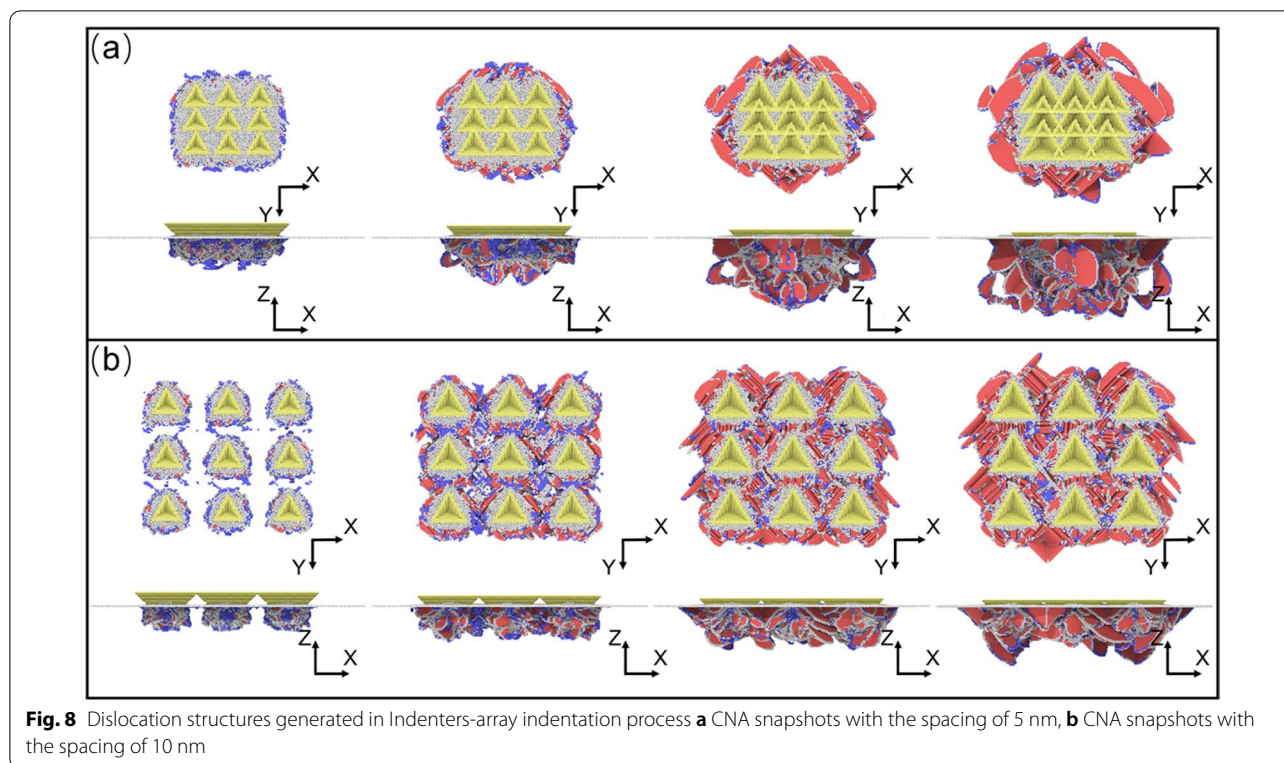 (a)
X
X
X
X
Y
Y
Y
Y
Z
Z
Z
Z
X
X
X
X
(b)
X
X
X
X
Y
Y
Y
Y
Z
Z
Z
Z
X
X
X
X
Fig. 8 Dislocation structures generated in Indenters-array indentation process a CNA snapshots with the spacing of 5 nm, b CNA snapshots with
the spacing of 10 nm